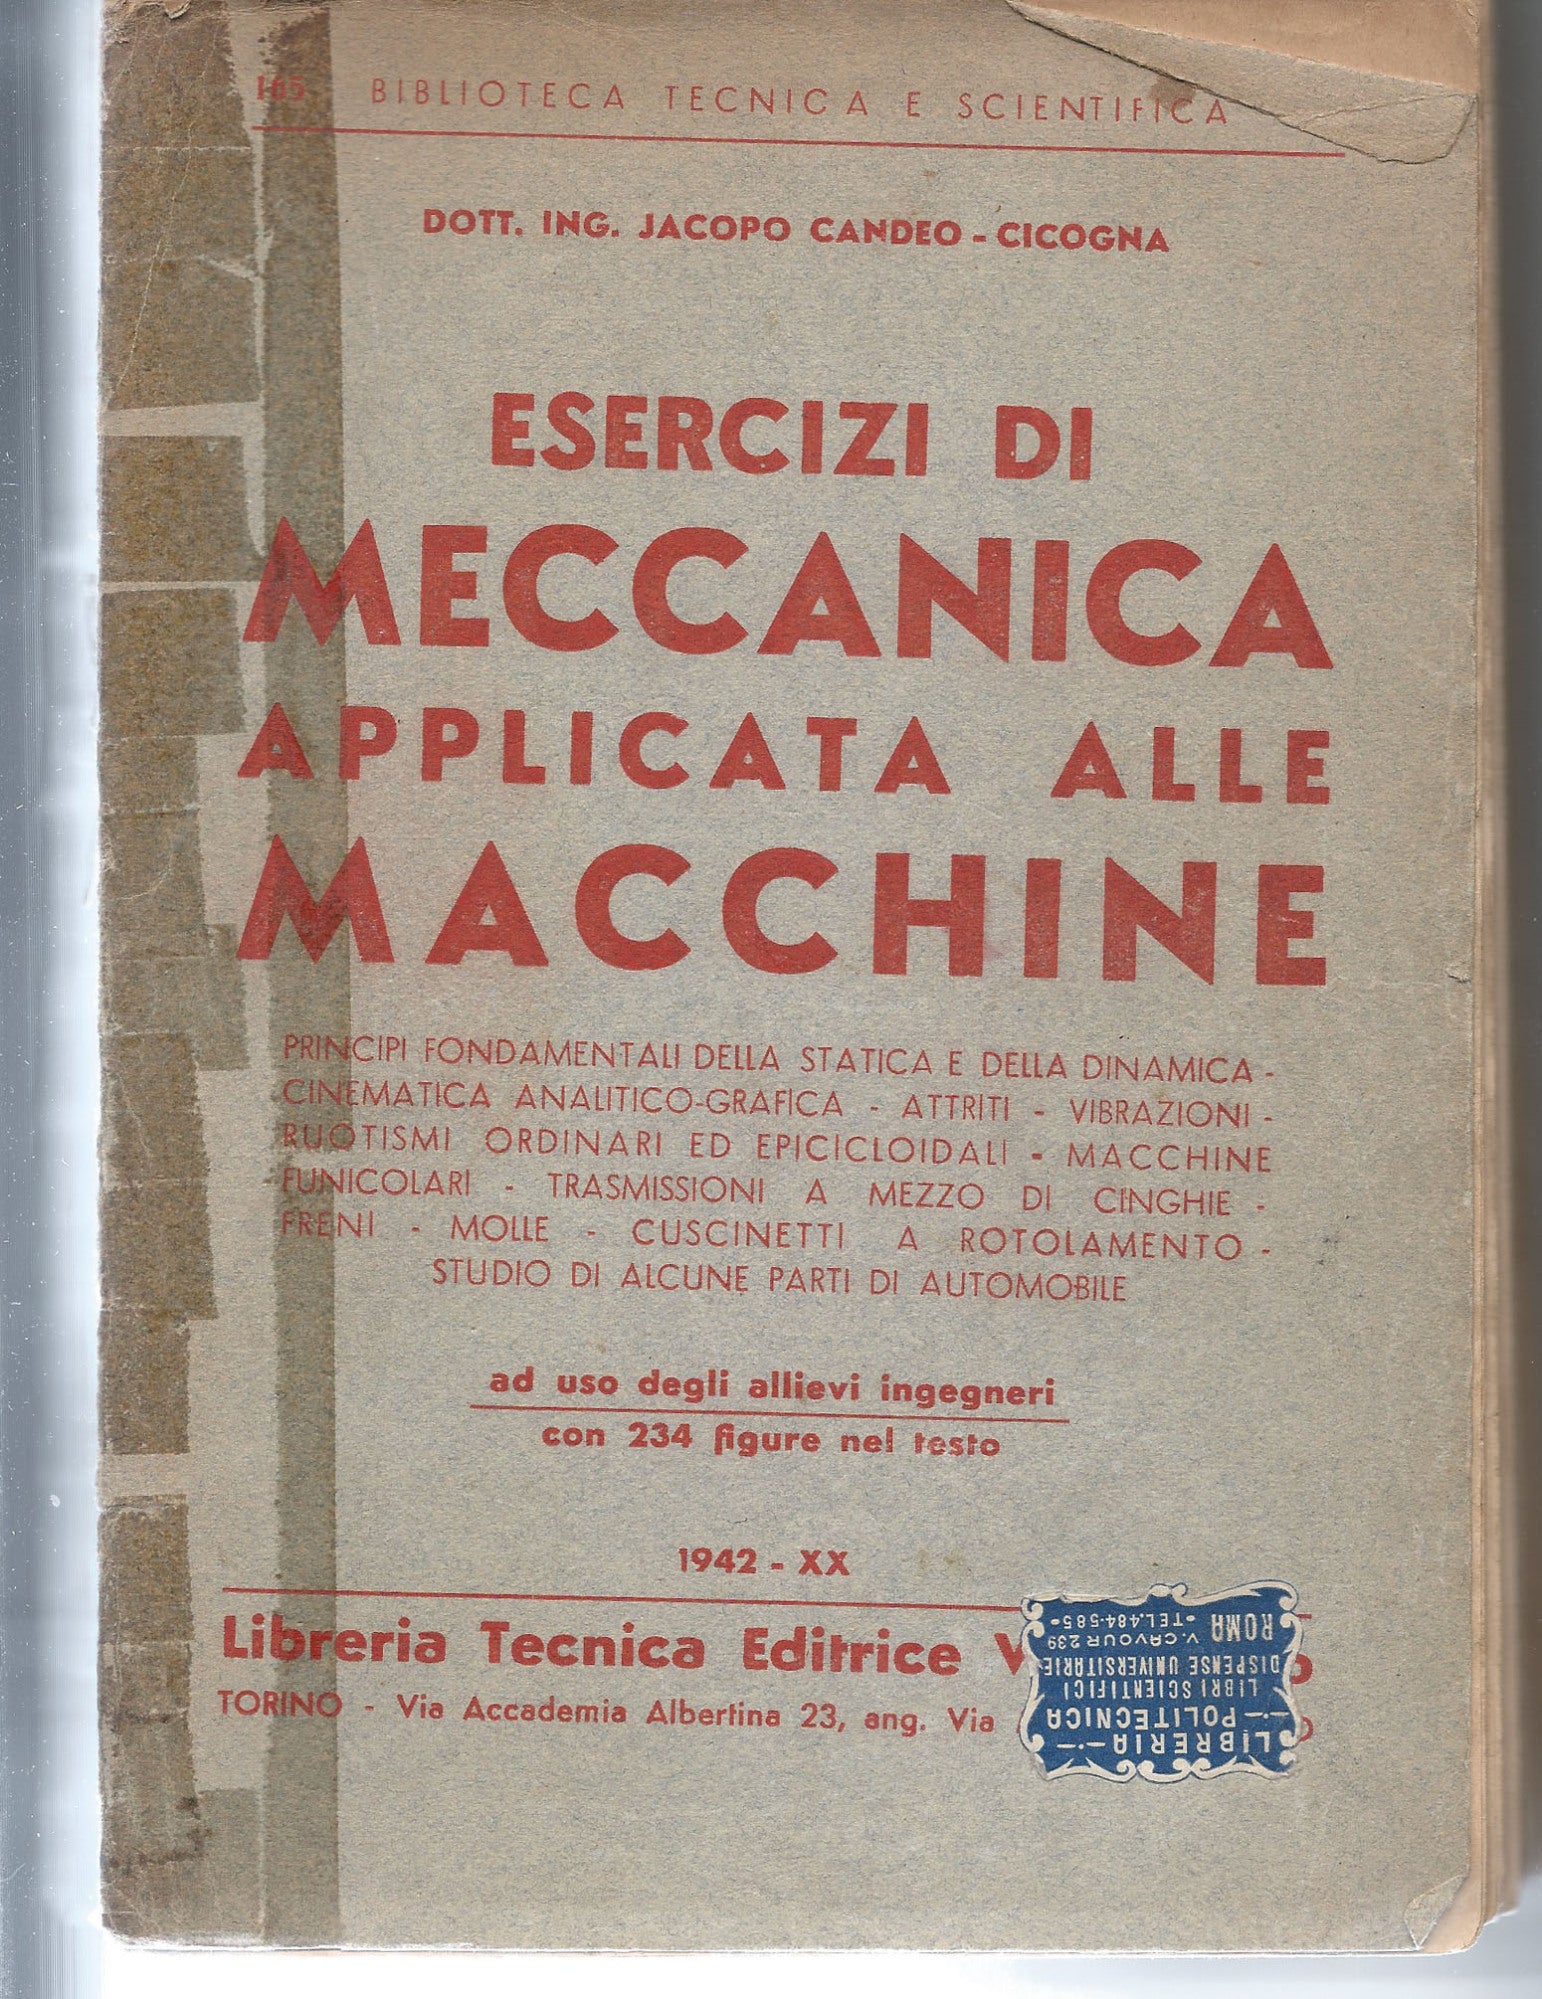 165 BIBLIOTECA TECNICA E SCIENTIFICA
DOTT. ING. JACOPO CANDEO - CICOGNA
ESERCIZI DI
MECCANICA
APPLICATA ALLE
MACCHINE
PRINCIPI FONDAMENTALI DELLA STATICA E DELLA DINAMICA -
CINEMATICA ANALITICO-GRAFICA - ATTRITI - VIBRAZIONI -
RUOTISMI ORDINARI ED EPICICLOIDALI - MACCHINE
FUNICOLARI - TRASMISSIONI A MEZZO DI CINGHIE -
FRENI - MOLLE - CUSCINETTI A ROTOLAMENTO -
STUDIO DI ALCUNE PARTI DI AUTOMOBILE
ad uso degli allievi ingegneri
con 234 figure nel testo
1942 - XX
Libreria Tecnica Editrice
TORINO - Via Accademia Albertina 23, ang. Via
LIBRERIA
POLITECNICA
LIBRI SCIENTIFICI
DISPENSE UNIVERSITARIE
ROMA V. CAVOUR 239
• TEL. 484-585 •